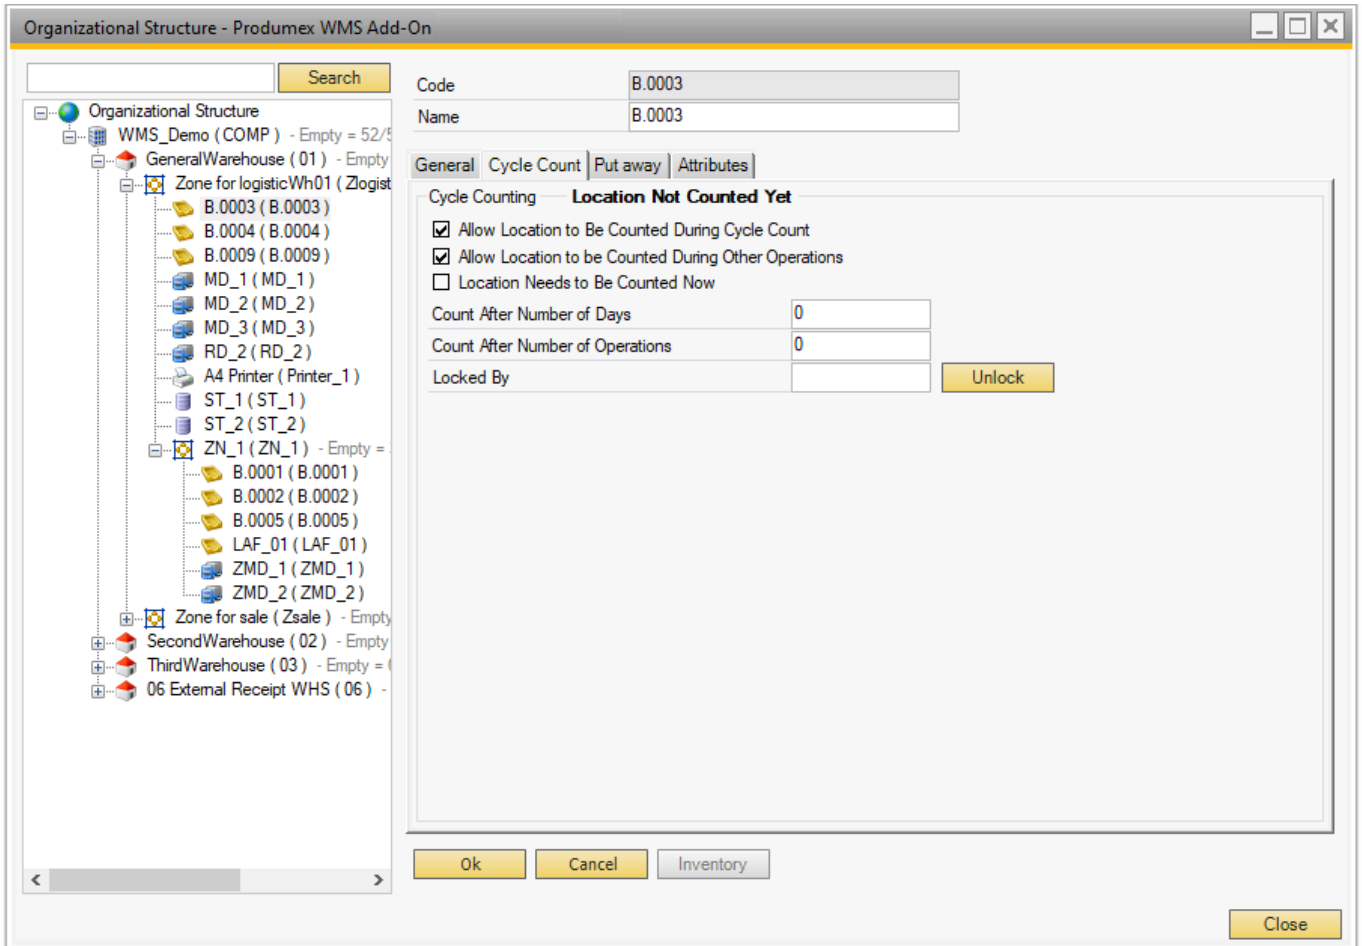 Organizational Structure - Produmex WMS Add-On
Search
Organizational Structure
WMS_Demo ( COMP ) - Empty = 52/5
GeneralWarehouse ( 01 ) - Empty
Zone for logisticWh01 ( Zlogist
B.0003 ( B.0003 )
B.0004 ( B.0004 )
B.0009 ( B.0009 )
MD_1 ( MD_1 )
MD_2 ( MD_2 )
MD_3 ( MD_3 )
RD_2 ( RD_2 )
A4 Printer ( Printer_1 )
ST_1 ( ST_1 )
ST_2 ( ST_2 )
ZN_1 ( ZN_1 ) - Empty =
B.0001 ( B.0001 )
B.0002 ( B.0002 )
B.0005 ( B.0005 )
LAF_01 ( LAF_01 )
ZMD_1 ( ZMD_1 )
ZMD_2 ( ZMD_2 )
Zone for sale ( Zsale ) - Empty
SecondWarehouse ( 02 ) - Empty
ThirdWarehouse ( 03 ) - Empty =
06 External Receipt WHS ( 06 ) -
Code B.0003
Name B.0003
General Cycle Count Put away Attributes
Cycle Counting Location Not Counted Yet
Allow Location to Be Counted During Cycle Count
Allow Location to be Counted During Other Operations
Location Needs to Be Counted Now
Count After Number of Days 0
Count After Number of Operations 0
Locked By Unlock
Ok Cancel Inventory
Close